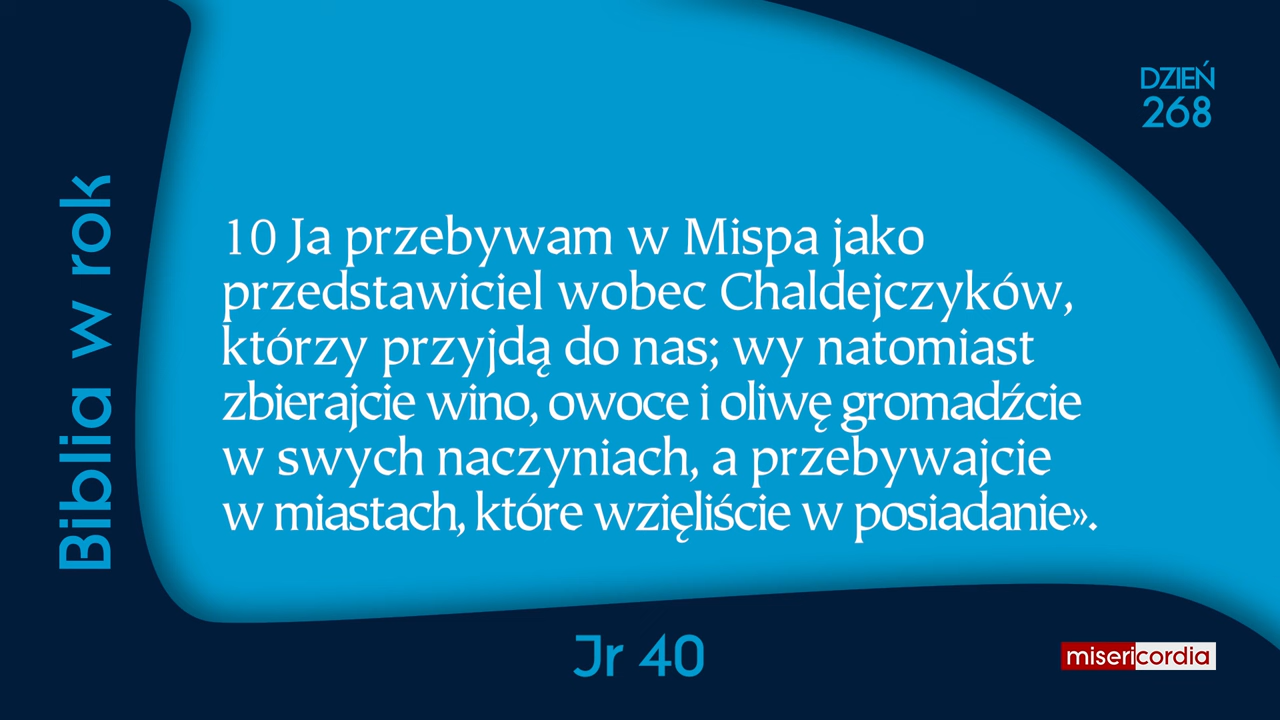 DZIEŃ
268
Biblia w rok
10 Ja przebywam w Mispa jako
przedstawiciel wobec Chaldejczyków,
którzy przyjdą do nas; wy natomiast
zbierajcie wino, owoce i oliwę gromadźcie
w swych naczyniach, a przebywajcie
w miastach, które wzięliście w posiadanie».
Jr 40
misericordia